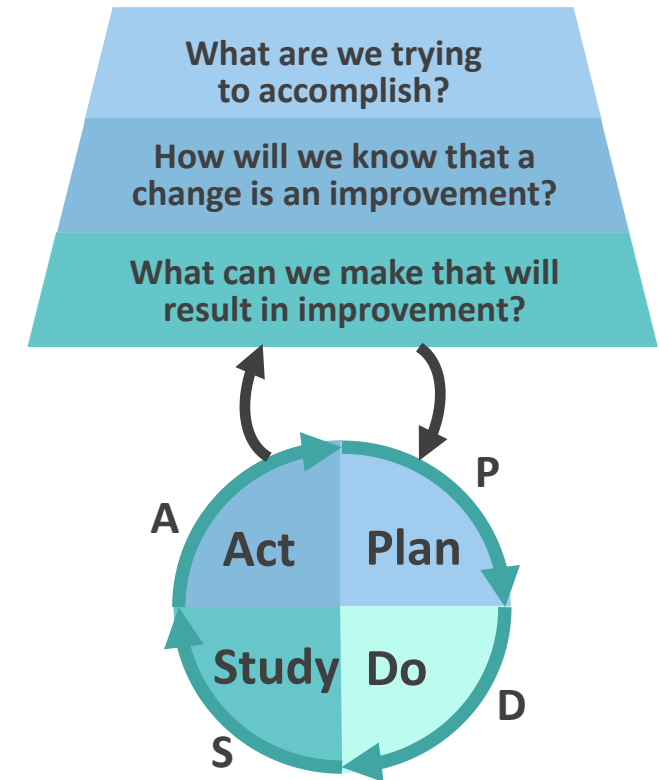 What are we trying
to accomplish?
How will we know that a
change is an improvement?
What can we make that will
result in improvement?
P
A
Act
Plan
Study
Do
D
S